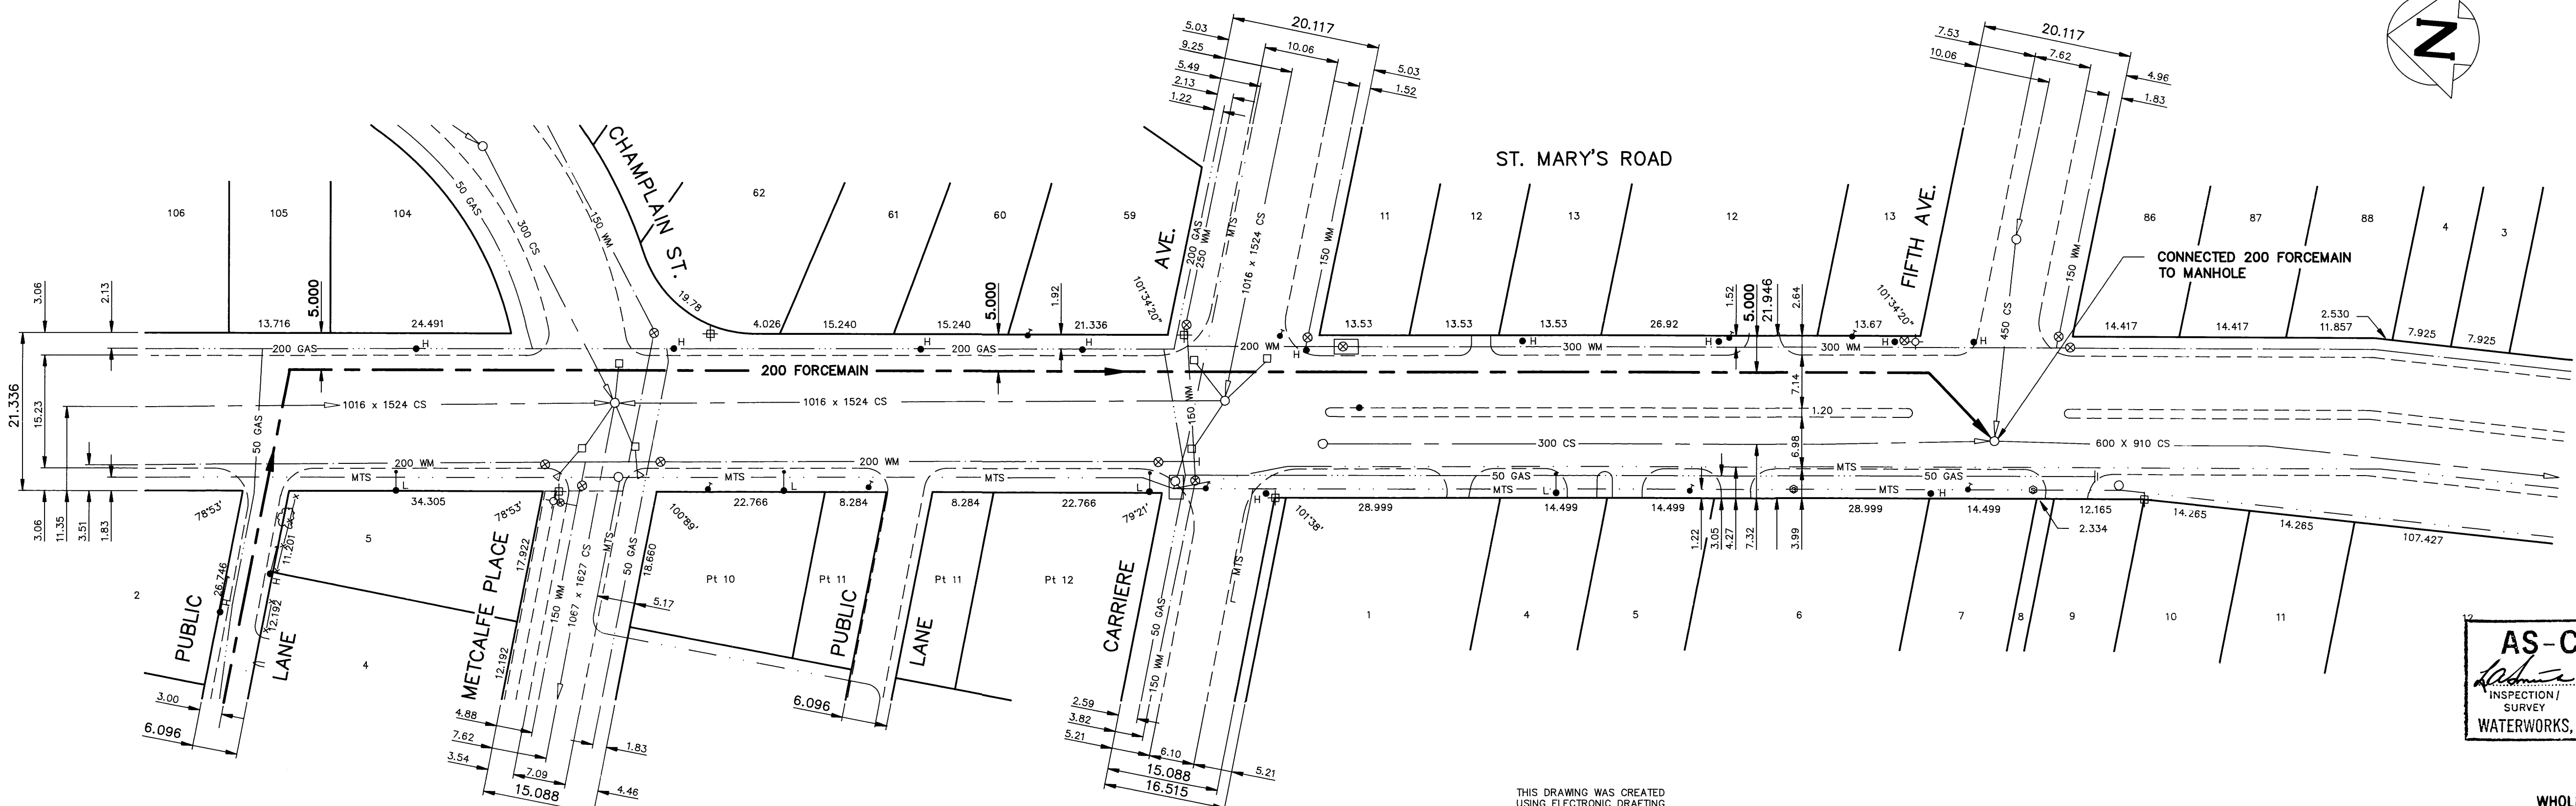 N
20.117
5.03
9.25
10.06
5.49
2.13
1.22
5.03
1.52
20.117
7.53
10.06
7.62
4.96
1.83
ST. MARY'S ROAD
CHAMPLAIN ST.
AVE.
FIFTH AVE.
106
105
104
62
61
60
59
11
12
13
12
13
86
87
88
4
3
50 GAS
300 CS
150 WM
200 GAS
250 WM
MTS
1016 x 1524 CS
150 WM
450 CS
150 WM
CONNECTED 200 FORCEMAIN
TO MANHOLE
3.06
2.13
5.000
13.716
24.491
19.78
4.026
15.240
5.000
15.240
1.92
21.336
101°34'20"
13.53
13.53
13.53
26.92
1.52
5.000
21.946
2.64
13.67
101°34'20"
14.417
14.417
2.530
11.857
7.925
7.925
200 GAS
H
H
200 GAS
H
H
200 WM
H
H
300 WM
H
300 WM
H
H
21.336
15.23
200 FORCEMAIN
1016 x 1524 CS
1016 x 1524 CS
150 WM
7.14
1.20
6.98
300 CS
600 X 910 CS
50 GAS
200 WM
200 WM
MTS
MTS
MTS
MTS
50 GAS
50 GAS
MTS
MTS
L
L
L
L
H
H
3.06
11.35
3.51
1.83
78°53'
34.305
78°53'
100°89'
22.766
8.284
8.284
22.766
79°21'
101°38'
28.999
14.499
14.499
28.999
14.499
12.165
2.334
14.265
14.265
107.427
1.22
3.05
4.27
7.32
3.99
2
26.746
H
H
11.201
12.192
5
4
17.922
12.192
150 WM
1067 x 1627 CS
MTS
50 GAS
18.660
5.17
Pt 10
Pt 11
Pt 11
Pt 12
50 GAS
150 WM
MTS
1
4
5
6
7
8
9
10
11
12
PUBLIC
LANE
METCALFE PLACE
PUBLIC
LANE
CARRIERE
3.00
6.096
4.88
7.62
3.54
7.09
15.088
1.83
4.46
6.096
2.59
3.82
5.21
6.10
15.088
16.515
5.21
AS-C
INSPECTION/
SURVEY
WATERWORKS,
THIS DRAWING WAS CREATED
USING ELECTRONIC DRAFTING
WHOL